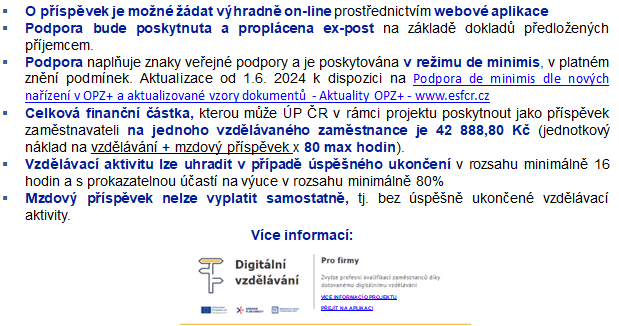 ▪ O příspěvek je možné žádat výhradně on-line prostřednictvím webové aplikace
▪ Podpora bude poskytnuta a proplácena ex-post na základě dokladů předložených
příjemcem.
▪ Podpora naplňuje znaky veřejné podpory a je poskytována v režimu de minimis, v platném
znění podmínek. Aktualizace od 1.6. 2024 k dispozici na Podpora de minimis dle nových
nařízení v OPZ+ a aktualizované vzory dokumentů - Aktuality OPZ+ - www.esfcr.cz
▪ Celková finanční částka, kterou může ÚP ČR v rámci projektu poskytnout jako příspěvek
zaměstnavateli na jednoho vzdělávaného zaměstnance je 42 888,80 Kč (jednotkový
náklad na vzdělávání + mzdový příspěvek x 80 max hodin).
▪ Vzdělávací aktivitu lze uhradit v případě úspěšného ukončení v rozsahu minimálně 16
hodin a s prokazatelnou účastí na výuce v rozsahu minimálně 80%
▪ Mzdový příspěvek nelze vyplatit samostatně, tj. bez úspěšně ukončené vzdělávací
aktivity.
Více informací:
Digitální
vzdělávání
Pro firmy
Zvyšte profesní kvalifikaci zaměstnanců díky
dotovanému digitálnímu vzdělávání
VÍCE INFORMACÍ O PROJEKTU
PŘEJÍT NA APLIKACI